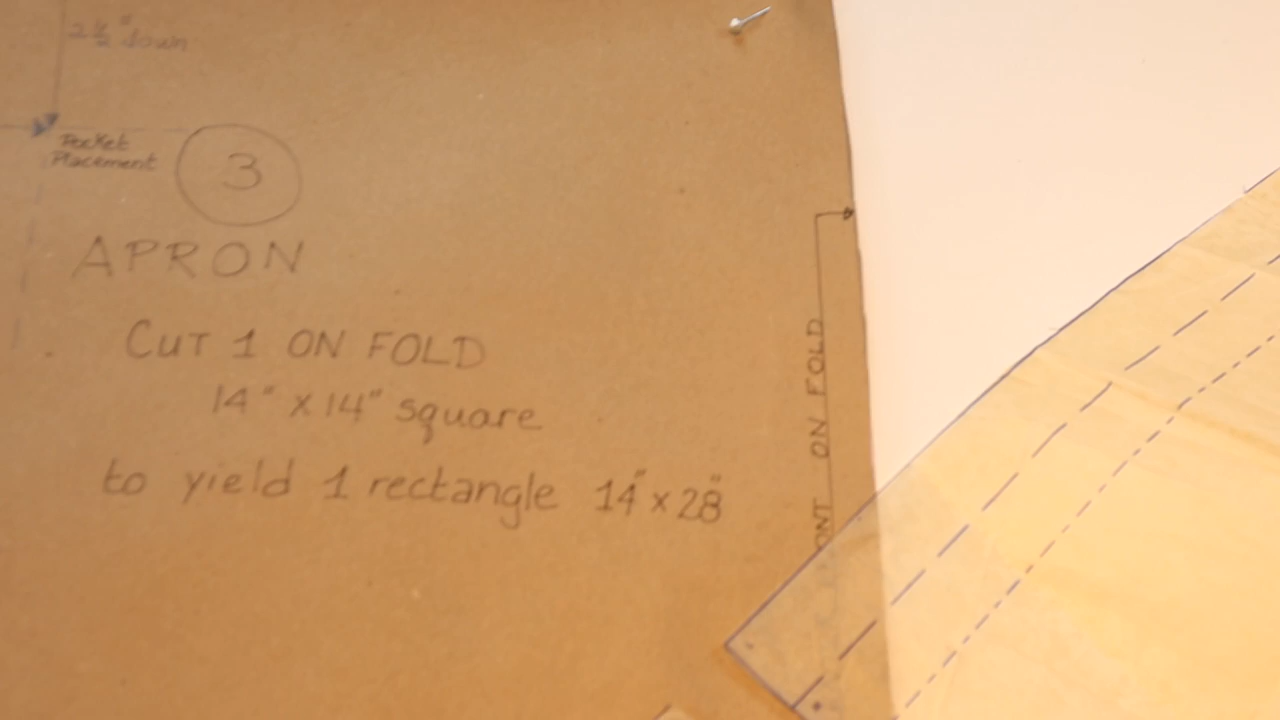 2½" down
Pocket
Placement
3
APRON
CUT 1 ON FOLD
14" X 14" square
to yield 1 rectangle 14" x 28"
ON FOLD